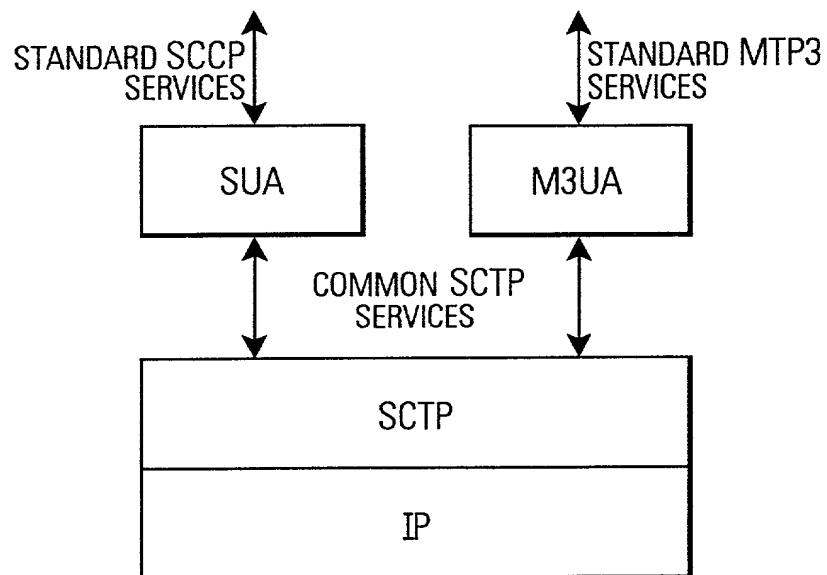 STANDARD SCCP
SERVICES
STANDARD MTP3
SERVICES
SUA
M3UA
COMMON SCTP
SERVICES
SCTP
IP